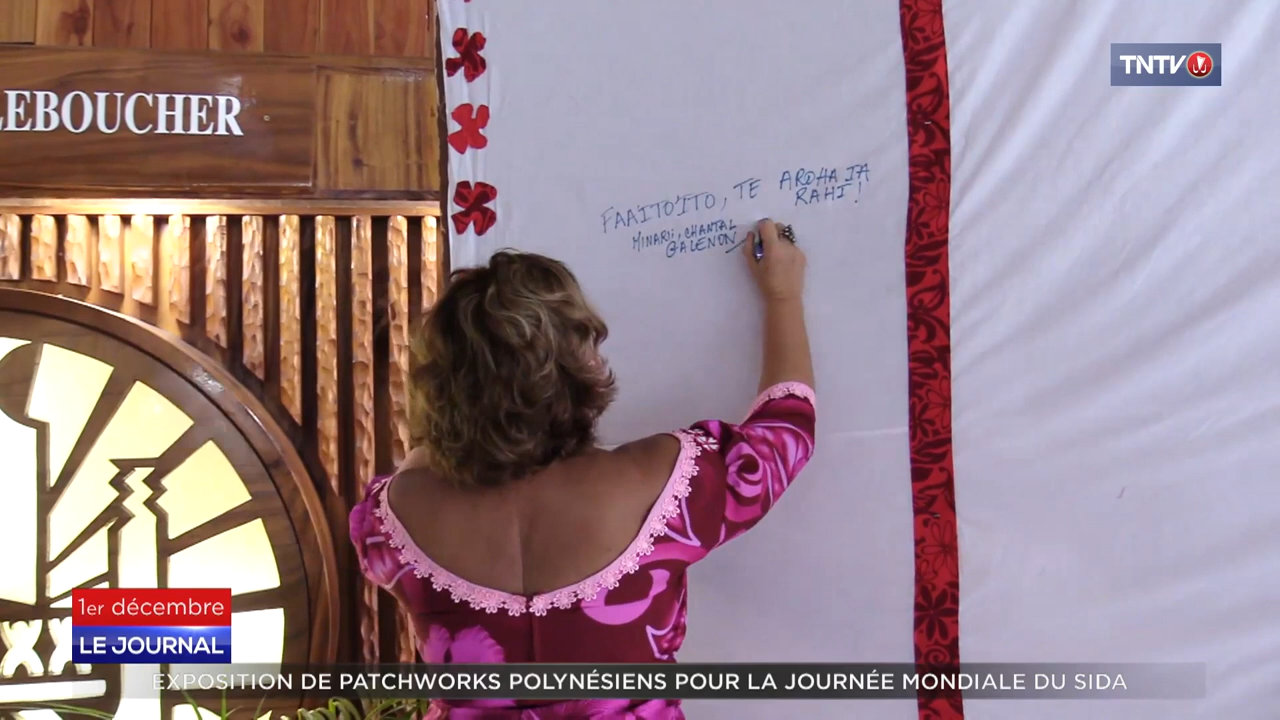 TNTV
LEBOUCHER
FAA'ITO'ITO, TE AROHA IA
RAHI!
MINARII, CHANTAL
GALENON
1er décembre
LE JOURNAL
EXPOSITION DE PATCHWORKS POLYNÉSIENS POUR LA JOURNÉE MONDIALE DU SIDA